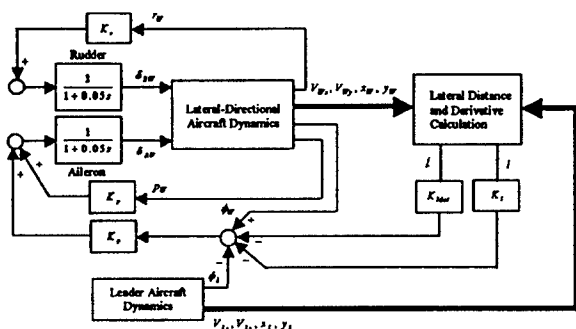 K_r
r_W
Rudder
1
1 + 0.05s
δ_RW
V_Wx, V_Wy, x_W, y_W
Lateral-Directional
Aircraft Dynamics
Lateral Distance
and Derivative
Calculation
1
1 + 0.05s
δ_AW
Aileron
K_p
p_W
K_φ
ϕ_W
l̇
l
K_ldot
K_l
ϕ_L
Leader Aircraft
Dynamics
V_Lx, V_Ly, x_L, y_L